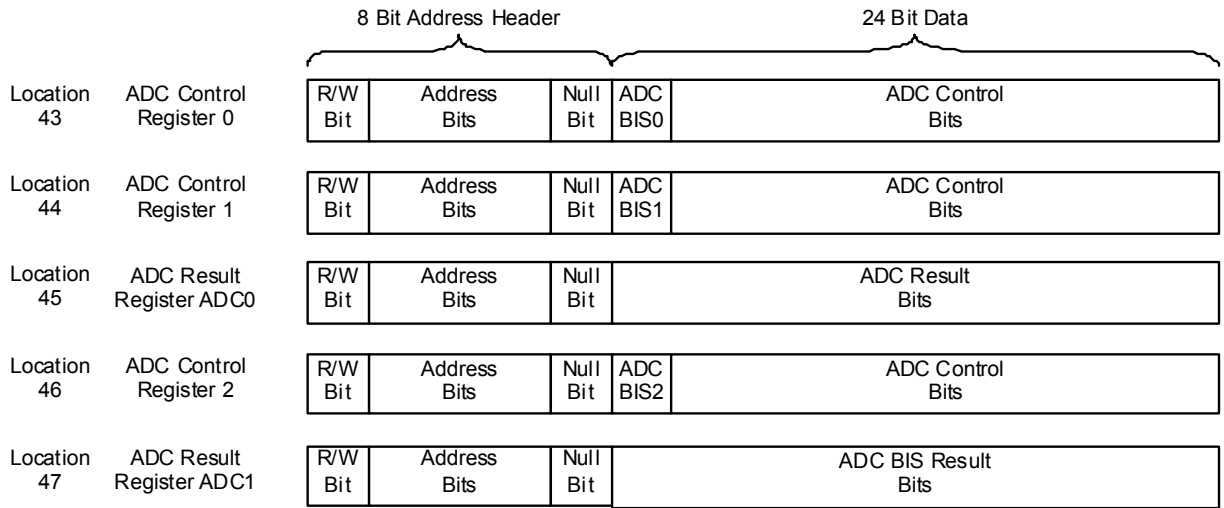 8 Bit Address Header 24 Bit Data
Location ADC Control R/W Address Null ADC ADC Control
43 Register 0 Bit Bits Bit BIS0 Bits
Location ADC Control R/W Address Null ADC ADC Control
44 Register 1 Bit Bits Bit BIS1 Bits
Location ADC Result R/W Address Null ADC Result
45 Register ADC0 Bit Bits Bit Bits
Location ADC Control R/W Address Null ADC ADC Control
46 Register 2 Bit Bits Bit BIS2 Bits
Location ADC Result R/W Address Null ADC BIS Result
47 Register ADC1 Bit Bits Bit Bits